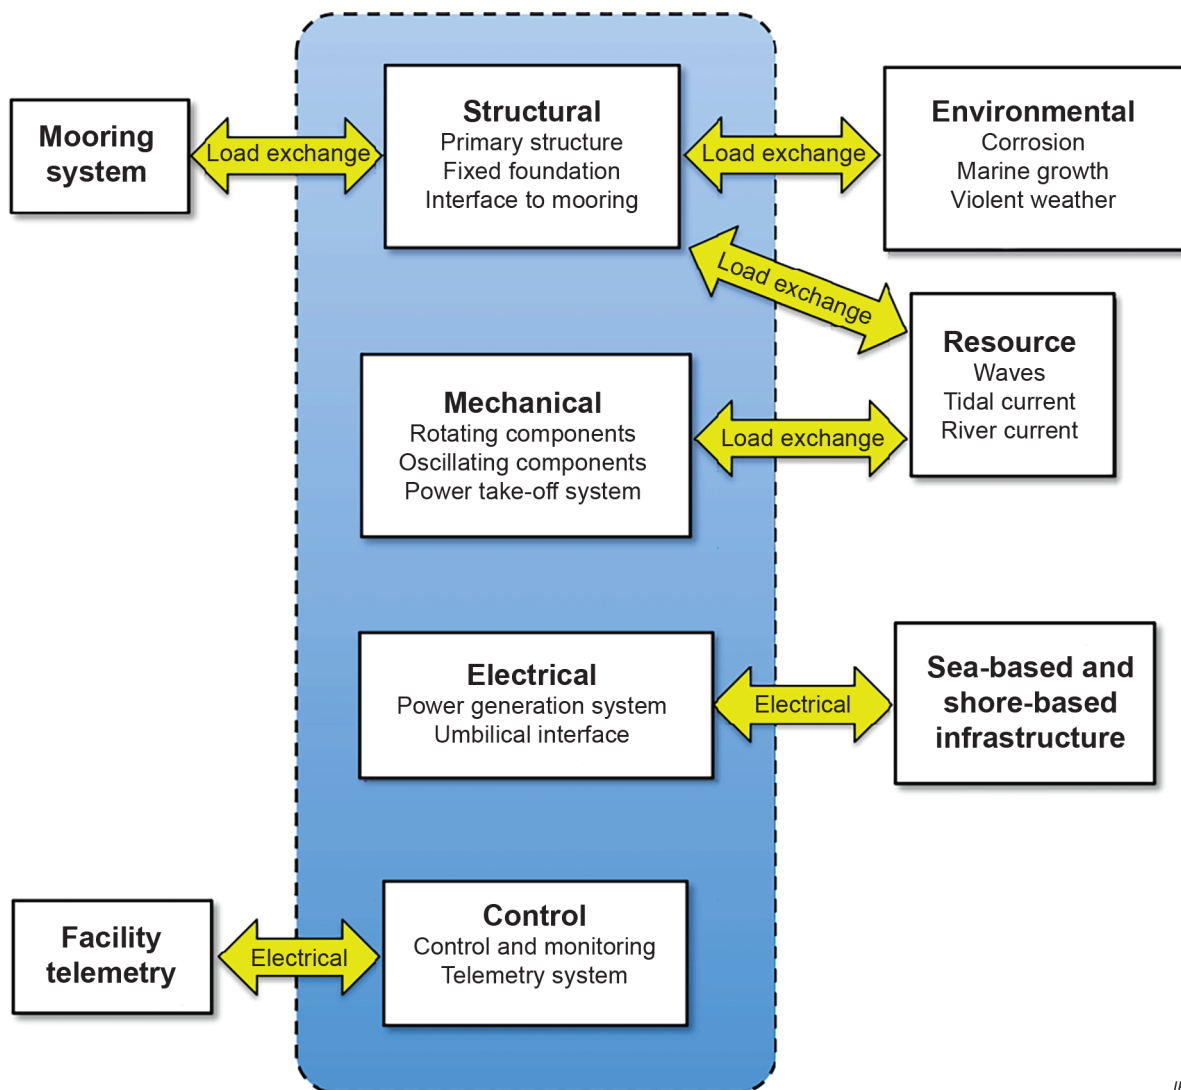 Mooring
system
Load exchange
Structural
Primary structure
Fixed foundation
Interface to mooring
Load exchange
Environmental
Corrosion
Marine growth
Violent weather
Load exchange
Resource
Waves
Tidal current
River current
Mechanical
Rotating components
Oscillating components
Power take-off system
Load exchange
Electrical
Power generation system
Umbilical interface
Electrical
Sea-based and
shore-based
infrastructure
Facility
telemetry
Electrical
Control
Control and monitoring
Telemetry system